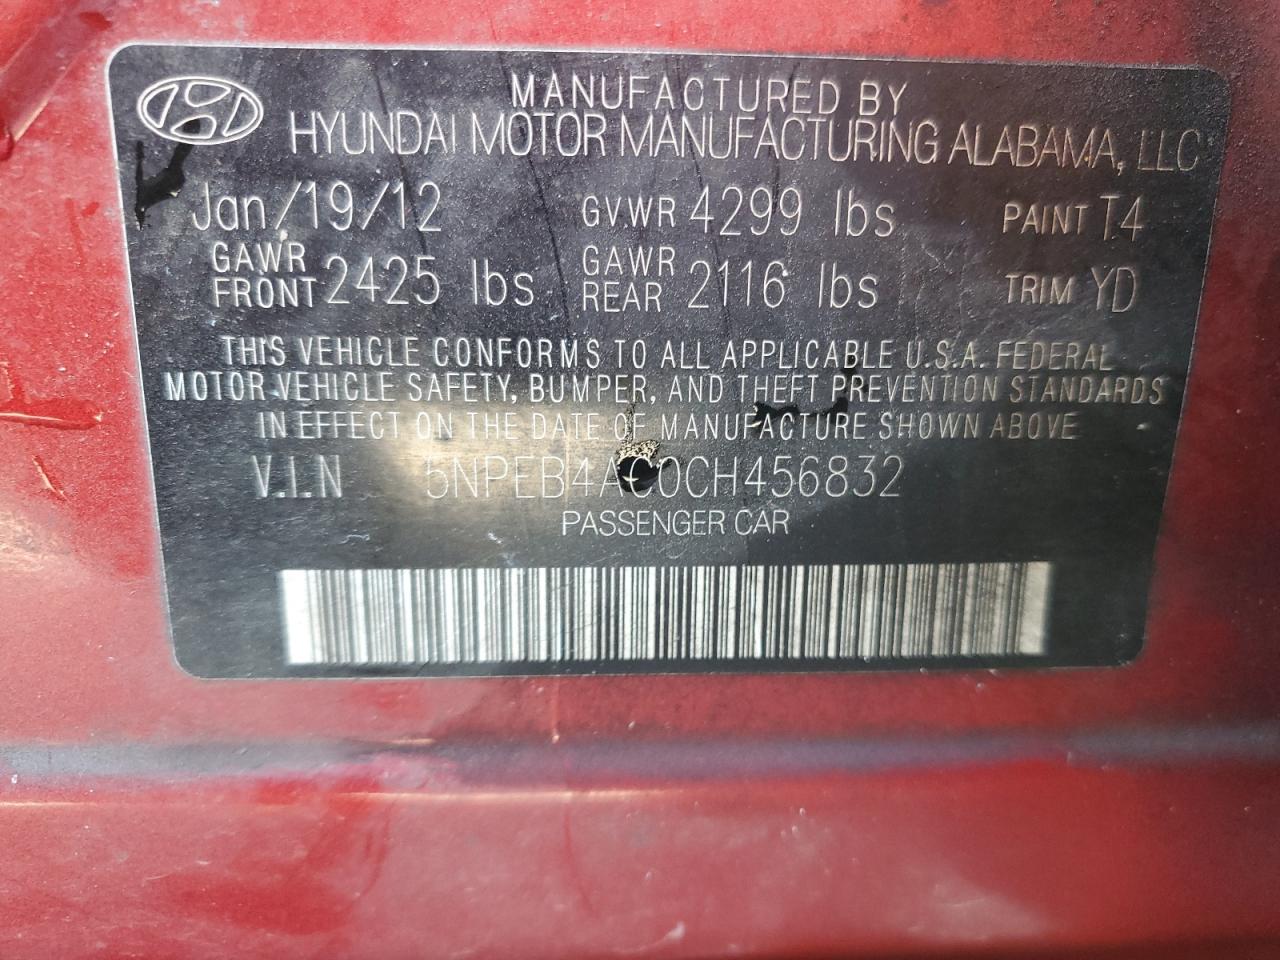 MANUFACTURED BY
HYUNDAI MOTOR MANUFACTURING ALABAMA, LLC
Jan/19/12 GVWR 4299 lbs PAINT T4
GAWR FRONT 2425 lbs GAWR REAR 2116 lbs TRIM YD
THIS VEHICLE CONFORMS TO ALL APPLICABLE U.S.A. FEDERAL
MOTOR VEHICLE SAFETY, BUMPER, AND THEFT PREVENTION STANDARDS
IN EFFECT ON THE DATE OF MANUFACTURE SHOWN ABOVE
V.I.N 5NPEB4AC0CH456832
PASSENGER CAR